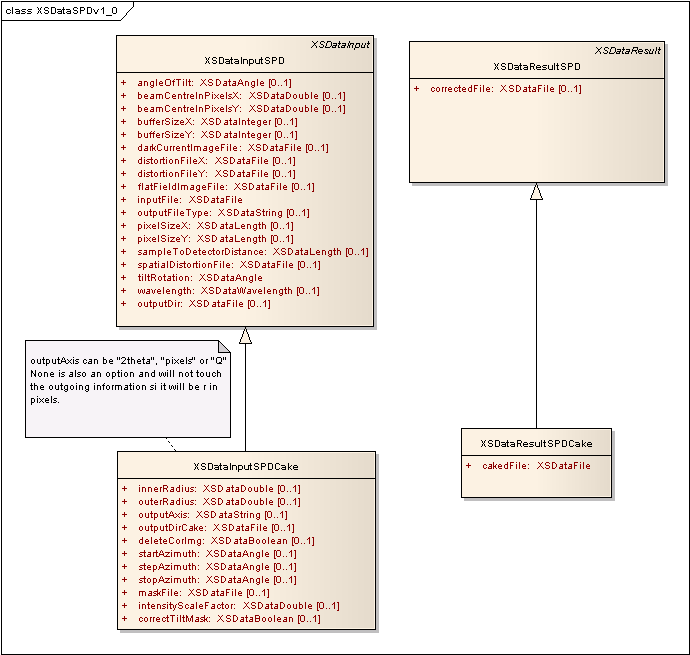 class XSDataSPDv1_0
XSDataInput
XSDataInputSPD
+ angleOfTilt: XSDataAngle [0..1]
+ beamCentreInPixelsX: XSDataDouble [0..1]
+ beamCentreInPixelsY: XSDataDouble [0..1]
+ bufferSizeX: XSDataInteger [0..1]
+ bufferSizeY: XSDataInteger [0..1]
+ darkCurrentImageFile: XSDataFile [0..1]
+ distortionFileX: XSDataFile [0..1]
+ distortionFileY: XSDataFile [0..1]
+ flatFieldImageFile: XSDataFile [0..1]
+ inputFile: XSDataFile
+ outputFileType: XSDataString [0..1]
+ pixelSizeX: XSDataLength [0..1]
+ pixelSizeY: XSDataLength [0..1]
+ sampleToDetectorDistance: XSDataLength [0..1]
+ spatialDistortionFile: XSDataFile [0..1]
+ tiltRotation: XSDataAngle
+ wavelength: XSDataWavelength [0..1]
+ outputDir: XSDataFile [0..1]
XSDataResult
XSDataResultSPD
+ correctedFile: XSDataFile [0..1]
outputAxis can be "2theta", "pixels" or "Q"
None is also an option and will not touch
the outgoing information si it will be r in
pixels.
XSDataInputSPDCake
+ innerRadius: XSDataDouble [0..1]
+ outerRadius: XSDataDouble [0..1]
+ outputAxis: XSDataString [0..1]
+ outputDirCake: XSDataFile [0..1]
+ deleteCorImg: XSDataBoolean [0..1]
+ startAzimuth: XSDataAngle [0..1]
+ stepAzimuth: XSDataAngle [0..1]
+ stopAzimuth: XSDataAngle [0..1]
+ maskFile: XSDataFile [0..1]
+ intensityScaleFactor: XSDataDouble [0..1]
+ correctTiltMask: XSDataBoolean [0..1]
XSDataResultSPDCake
+ cakedFile: XSDataFile